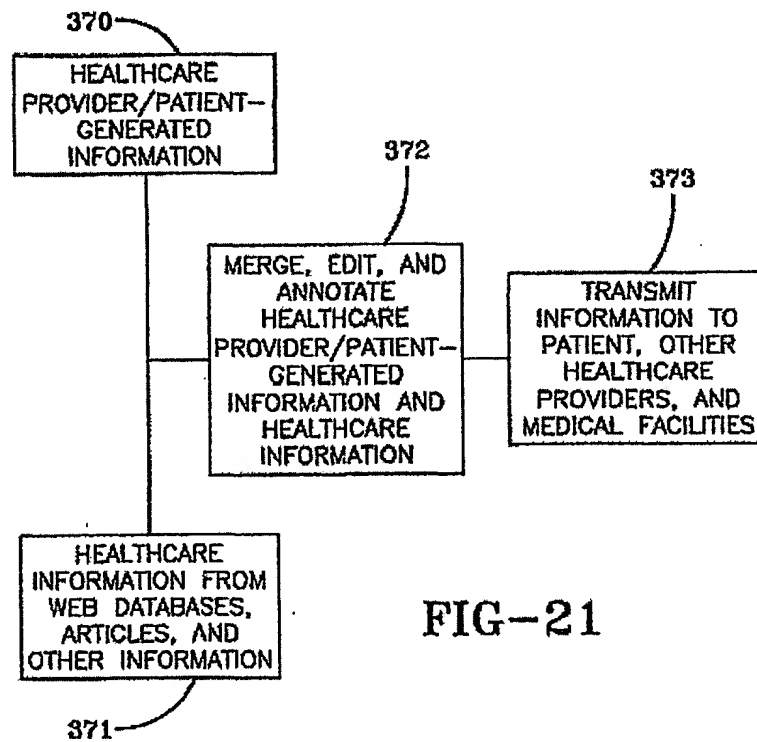 370
HEALTHCARE
PROVIDER/PATIENT-
GENERATED
INFORMATION
372
MERGE, EDIT, AND
ANNOTATE
HEALTHCARE
PROVIDER/PATIENT-
GENERATED
INFORMATION AND
HEALTHCARE
INFORMATION
373
TRANSMIT
INFORMATION TO
PATIENT, OTHER
HEALTHCARE
PROVIDERS, AND
MEDICAL FACILITIES
HEALTHCARE
INFORMATION FROM
WEB DATABASES,
ARTICLES, AND
OTHER INFORMATION
371
FIG-21